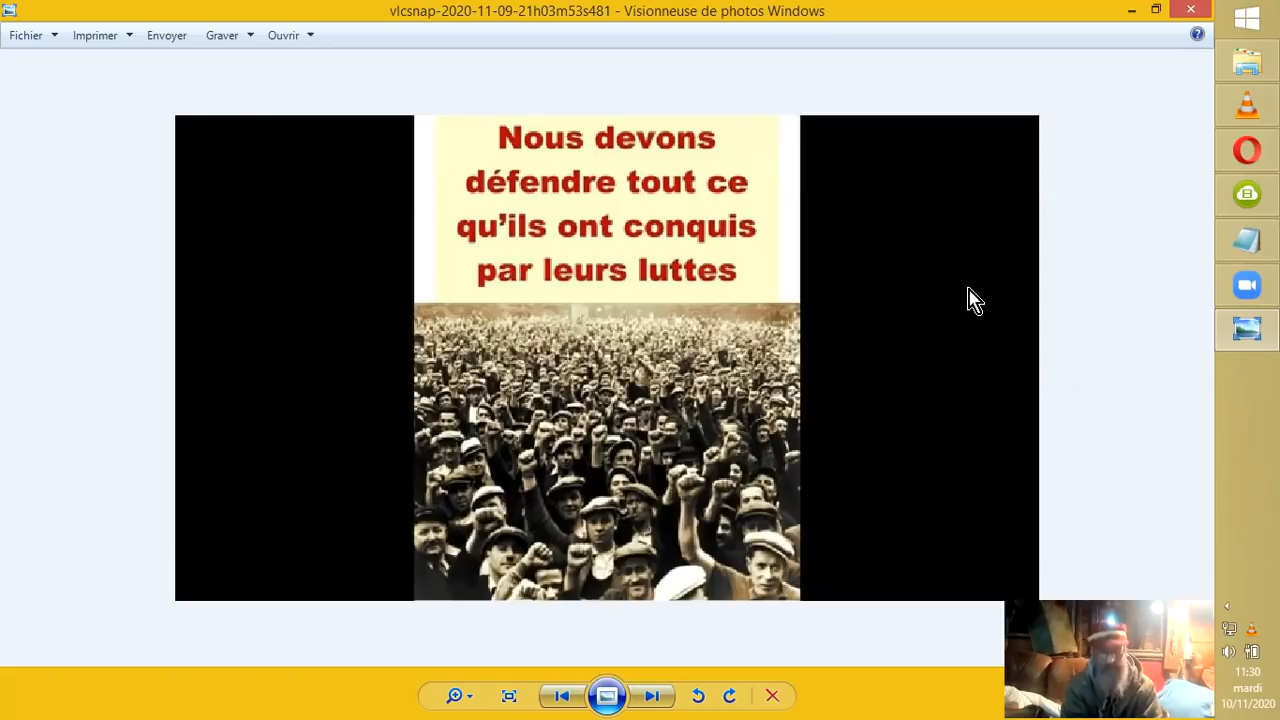 vlcsnap-2020-11-09-21h03m53s481 - Visionneuse de photos Windows
Fichier Imprimer Envoyer Graver Ouvrir
Nous devons
défendre tout ce
qu'ils ont conquis
par leurs luttes
11:30
mardi
10/11/2020